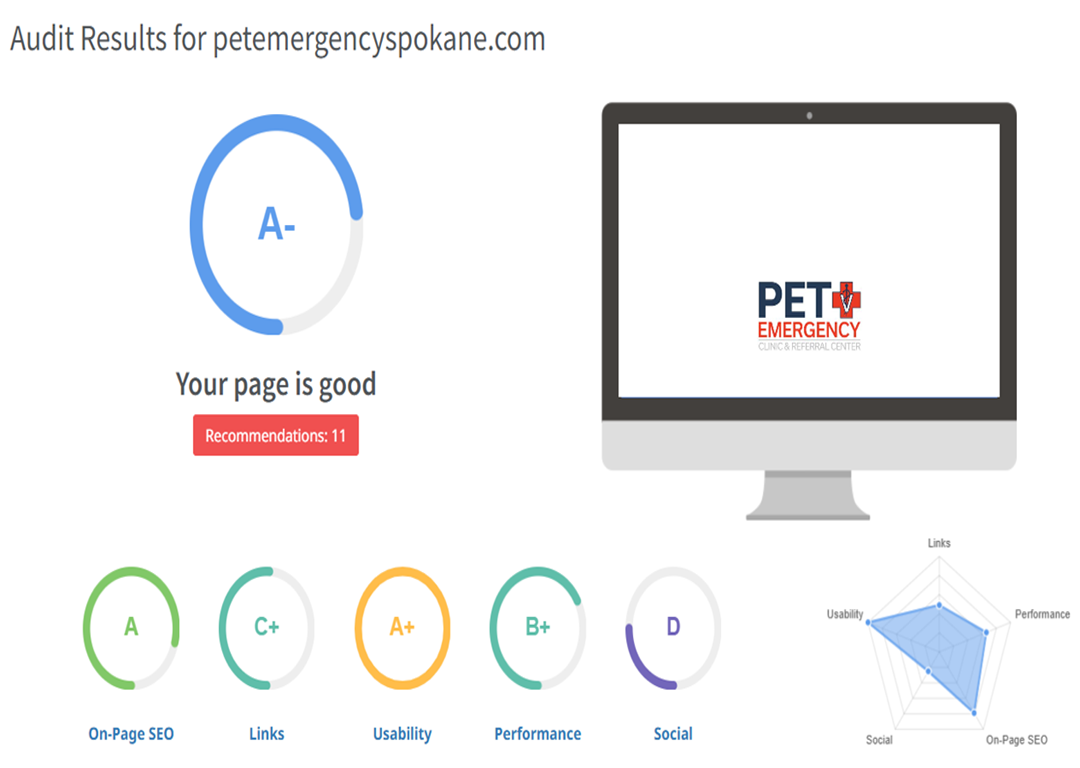 Audit Results for petemergencyspokane.com
A-
Your page is good
Recommendations: 11
PET
V
EMERGENCY
CLINIC & REFERRAL CENTER
A
C+
A+
B+
D
On-Page SEO
Links
Usability
Performance
Social
Links
Usability
Performance
Social
On-Page SEO